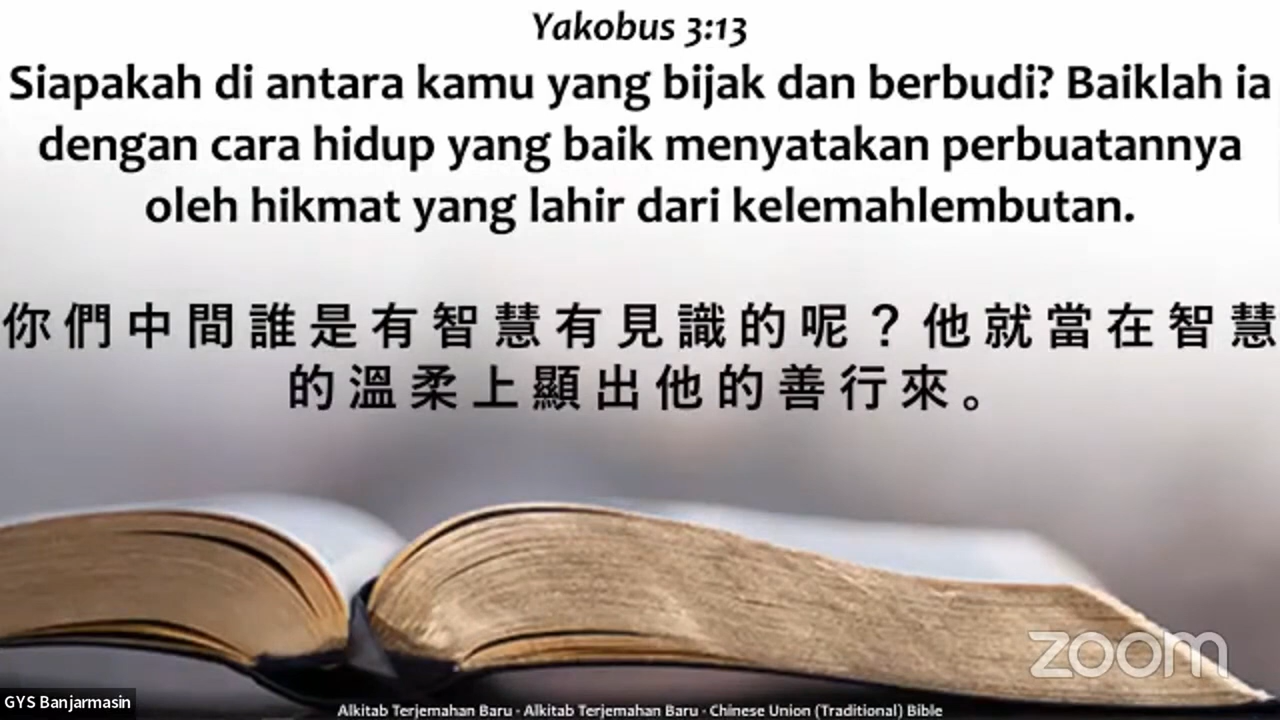 Yakobus 3:13
Siapakah di antara kamu yang bijak dan berbudi? Baiklah ia
dengan cara hidup yang baik menyatakan perbuatannya
oleh hikmat yang lahir dari kelemahlembutan.
你們中間誰是有智慧有見識的呢？他就當在智慧
的溫柔上顯出他的善行來。
zoom
GYS Banjarmasin
Alkitab Terjemahan Baru - Alkitab Terjemahan Baru - Chinese Union (Traditional) Bible